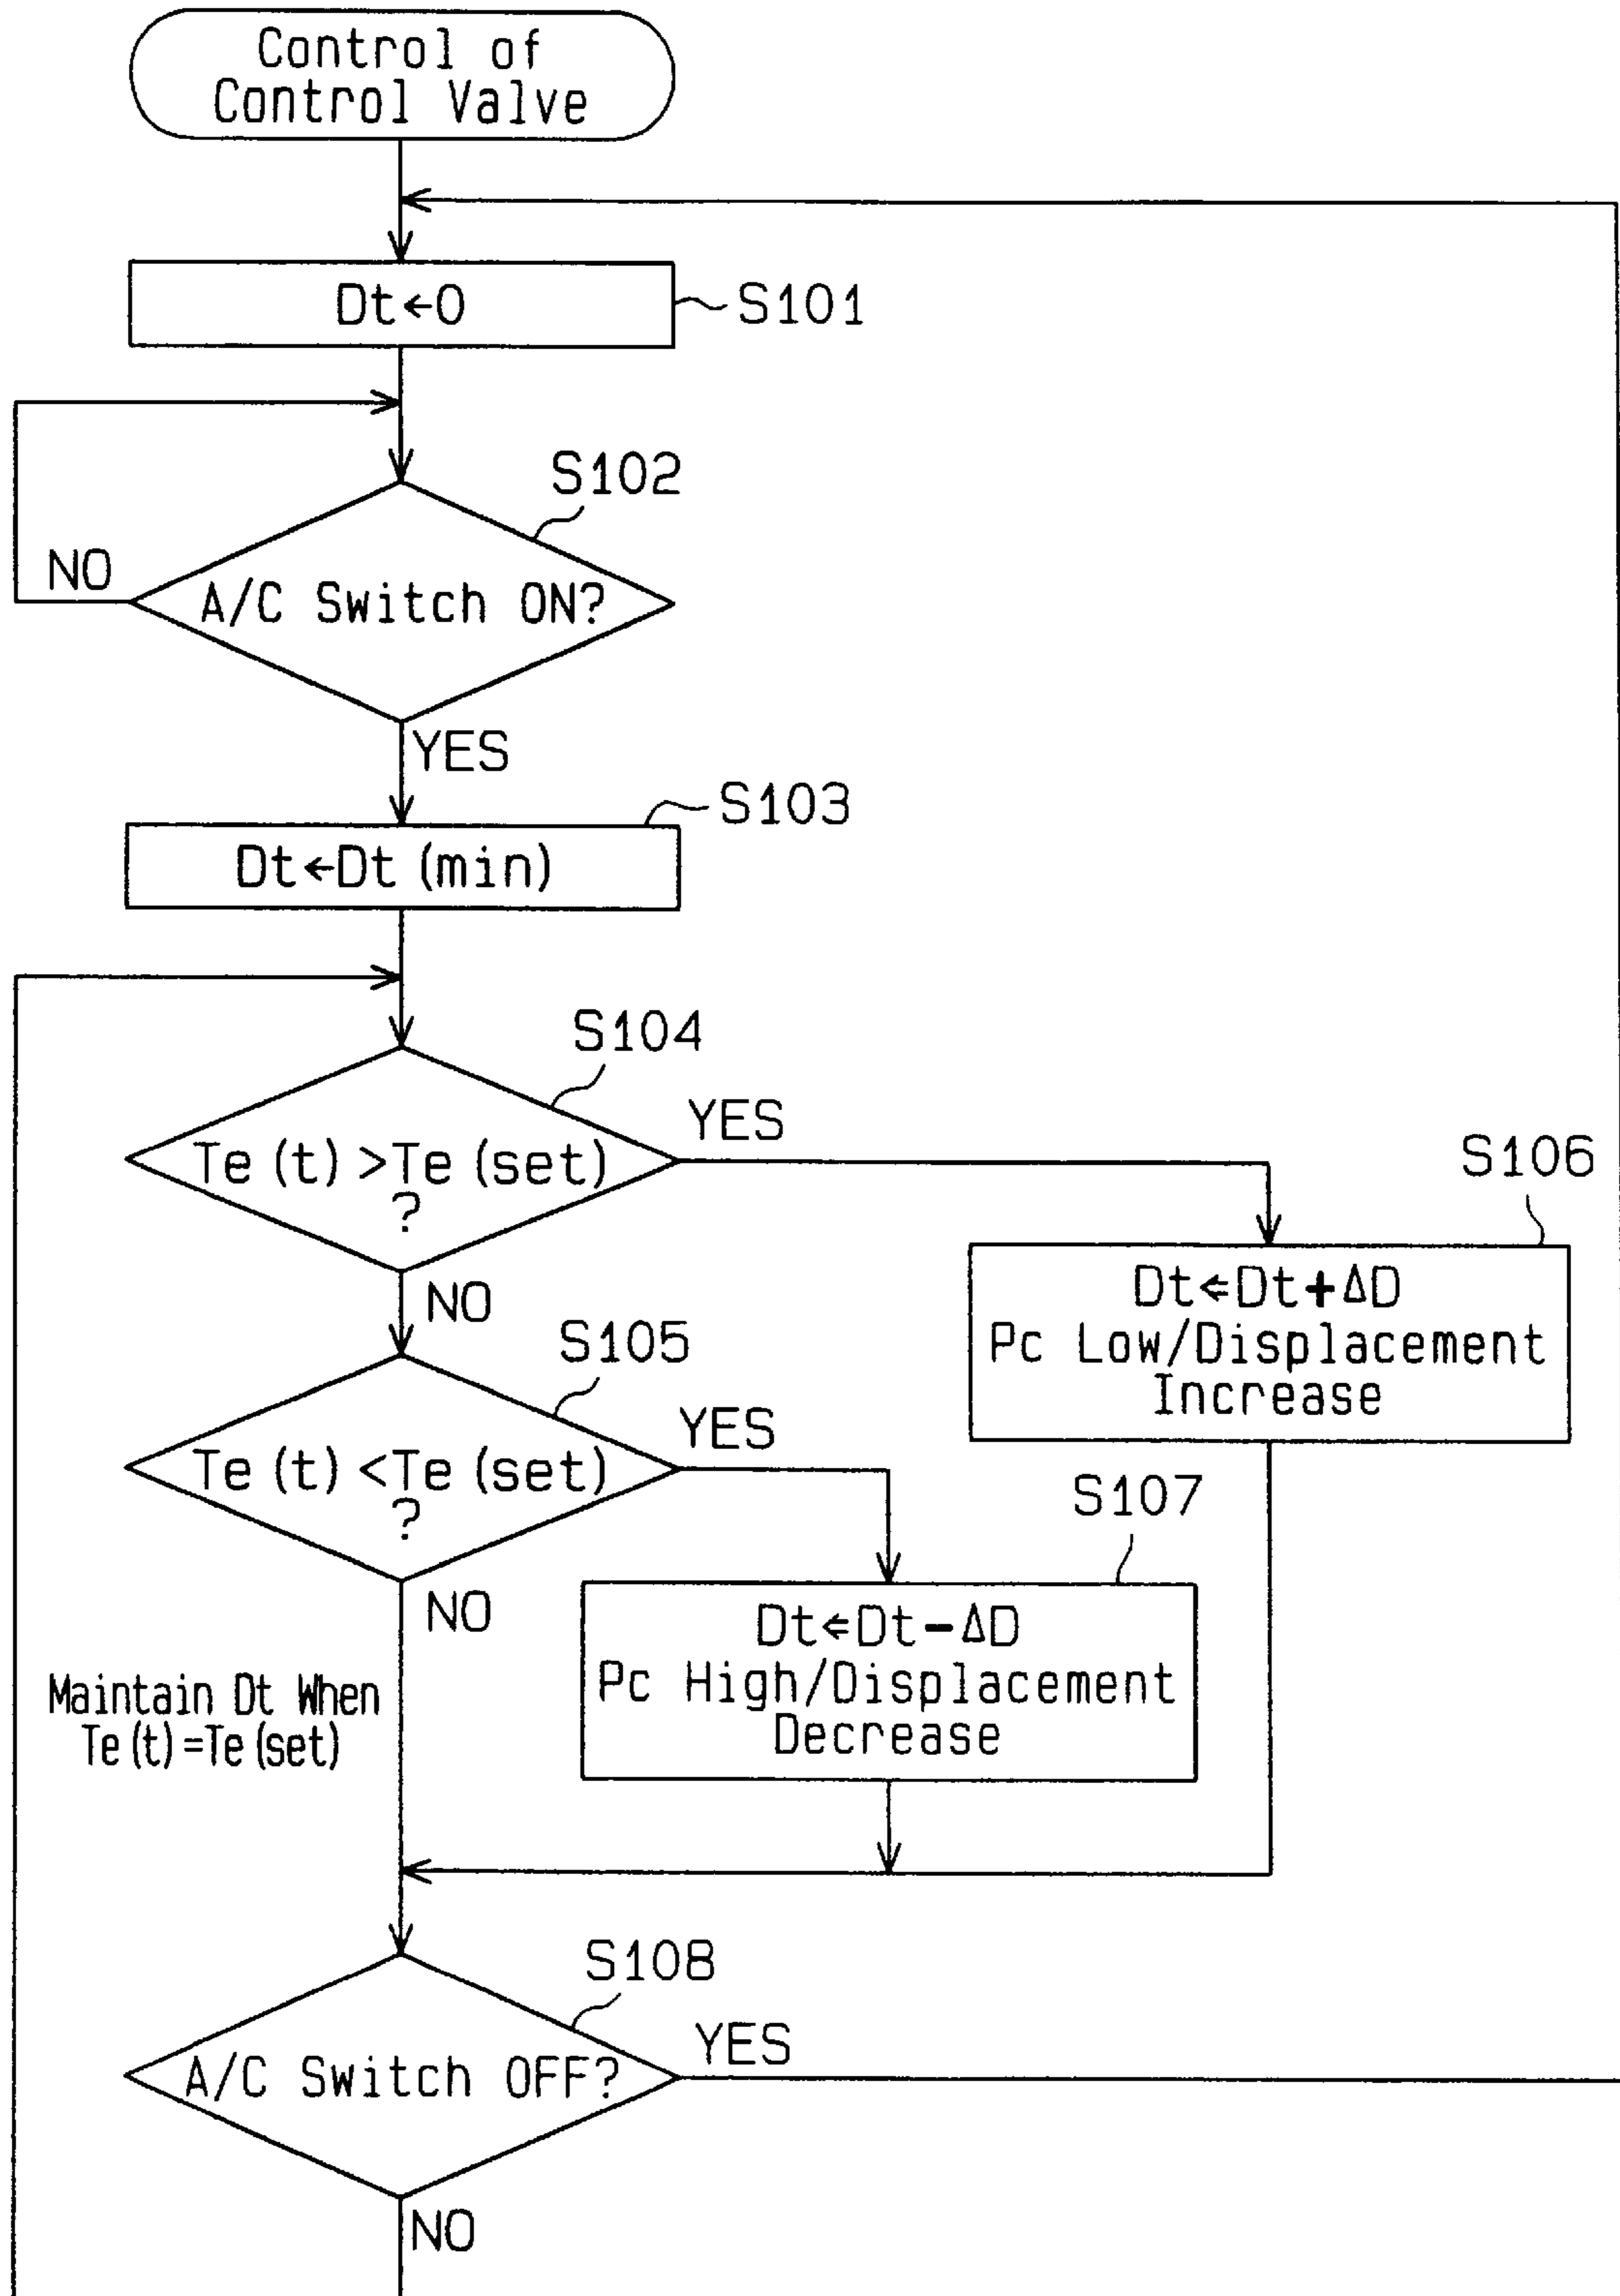 Control of
Control Valve
Dt←0
S101
S102
NO
A/C Switch ON?
YES
S103
Dt←Dt (min)
S104
YES
Te (t) >Te (set)
?
S106
NO
Dt⇐Dt+ΔD
Pc Low/Displacement
Increase
S105
YES
Te (t) <Te (set)
?
S107
NO
Dt⇐Dt-ΔD
Pc High/Displacement
Decrease
Maintain Dt When
Te (t) =Te (set)
S108
YES
A/C Switch OFF?
NO